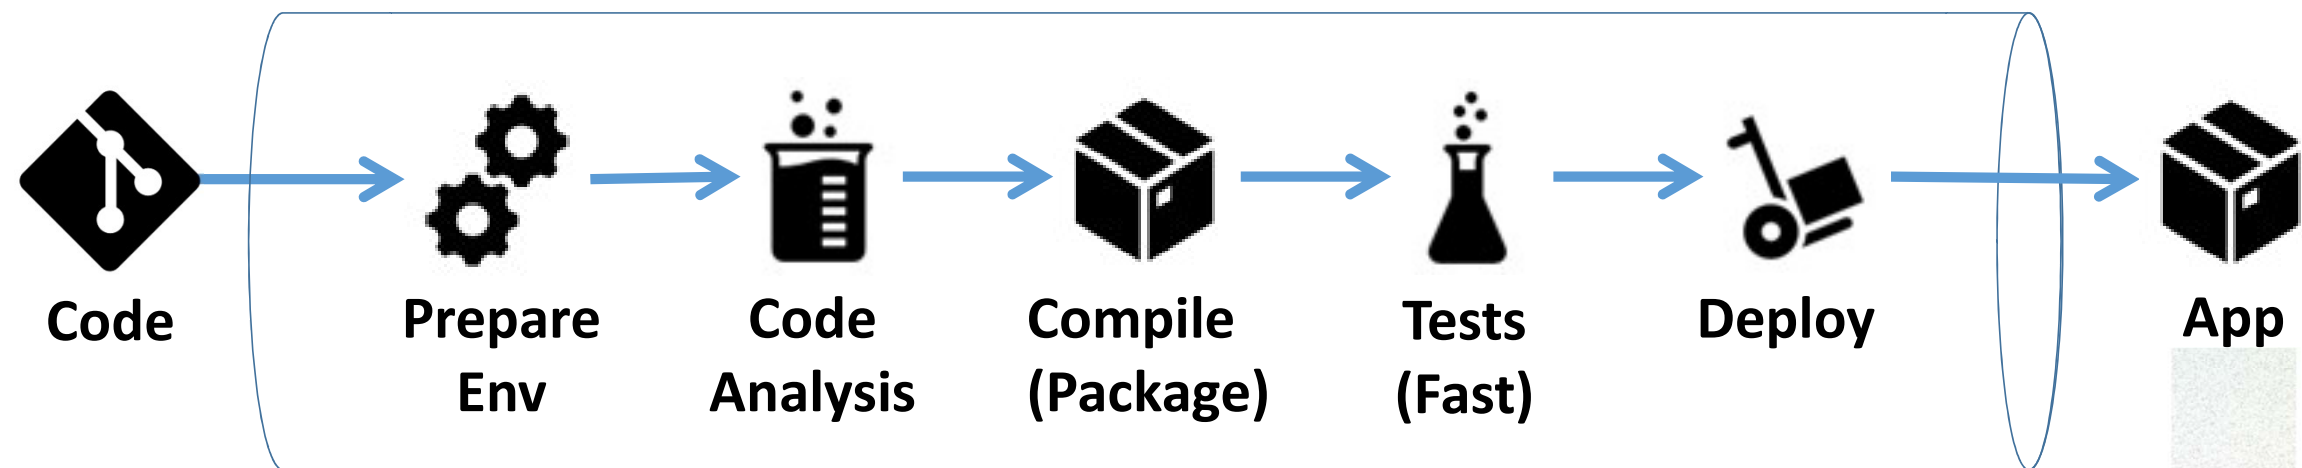 Code
Prepare
Env
Code
Analysis
Compile
(Package)
Tests
(Fast)
Deploy
App